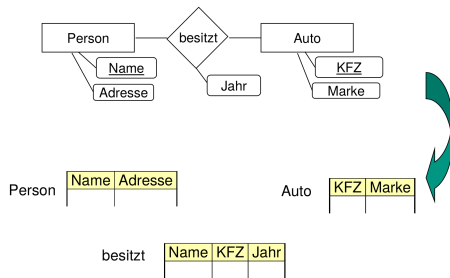 Person besitzt Auto
Name KFZ
Adresse Jahr Marke
Person Name Adresse
Auto KFZ Marke
besitzt Name KFZ Jahr